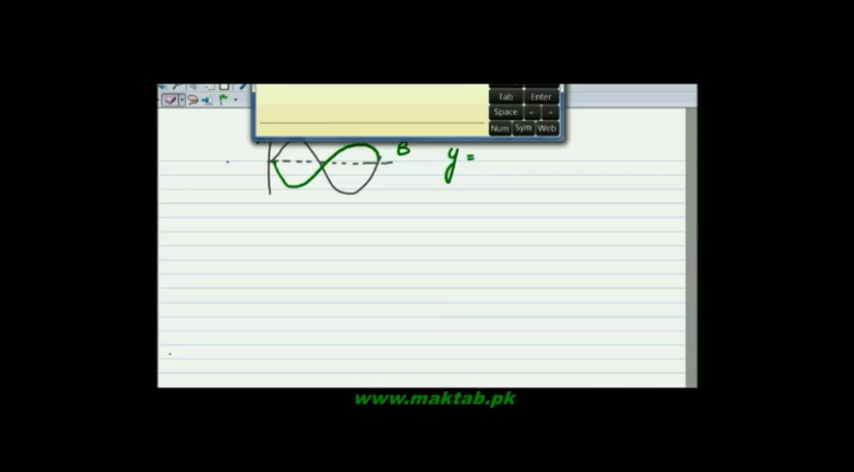 Tab Enter
Space ← →
Num Sym Web
B y =
www.maktab.pk